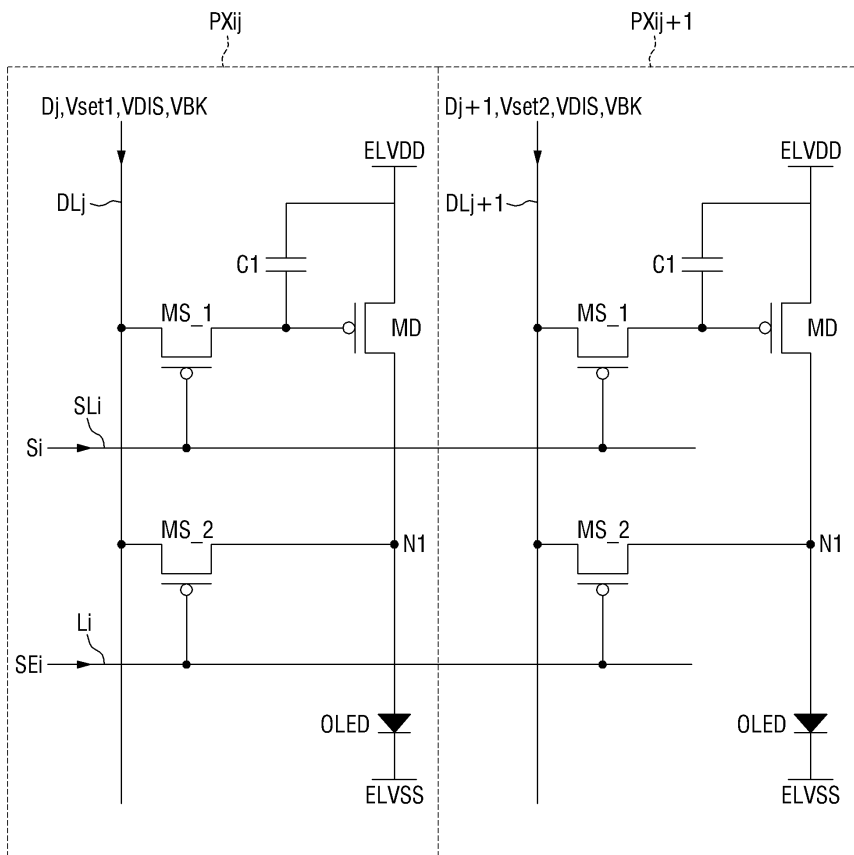 PXij
PXij+1
Dj,Vset1,VDIS,VBK
Dj+1,Vset2,VDIS,VBK
ELVDD
ELVDD
DLj
DLj+1
C1
C1
MS_1
MD
MS_1
MD
SLi
Si
MS_2
N1
MS_2
N1
Li
SEi
OLED
OLED
ELVSS
ELVSS